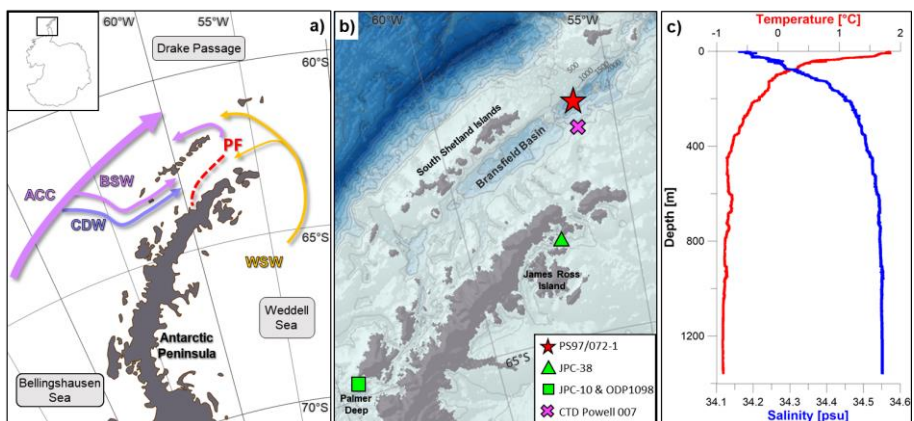 60°W
55°W
a)
Drake Passage
60°S
PF
BSW
ACC
CDW
WSW
65°S
Weddell
Sea
Antarctic
Peninsula
Bellingshausen
Sea
70°S
b)
60°W
55°W
500
1000
1500
South Shetland Islands
Bransfield Basin
James Ross
Island
65°S
Palmer
Deep
PS97/072-1
JPC-38
JPC-10 & ODP1098
CTD Powell 007
c)
Temperature [°C]
-1 0 1 2
Depth [m]
0
400
800
1200
34.1 34.2 34.3 34.4 34.5 34.6
Salinity [psu]